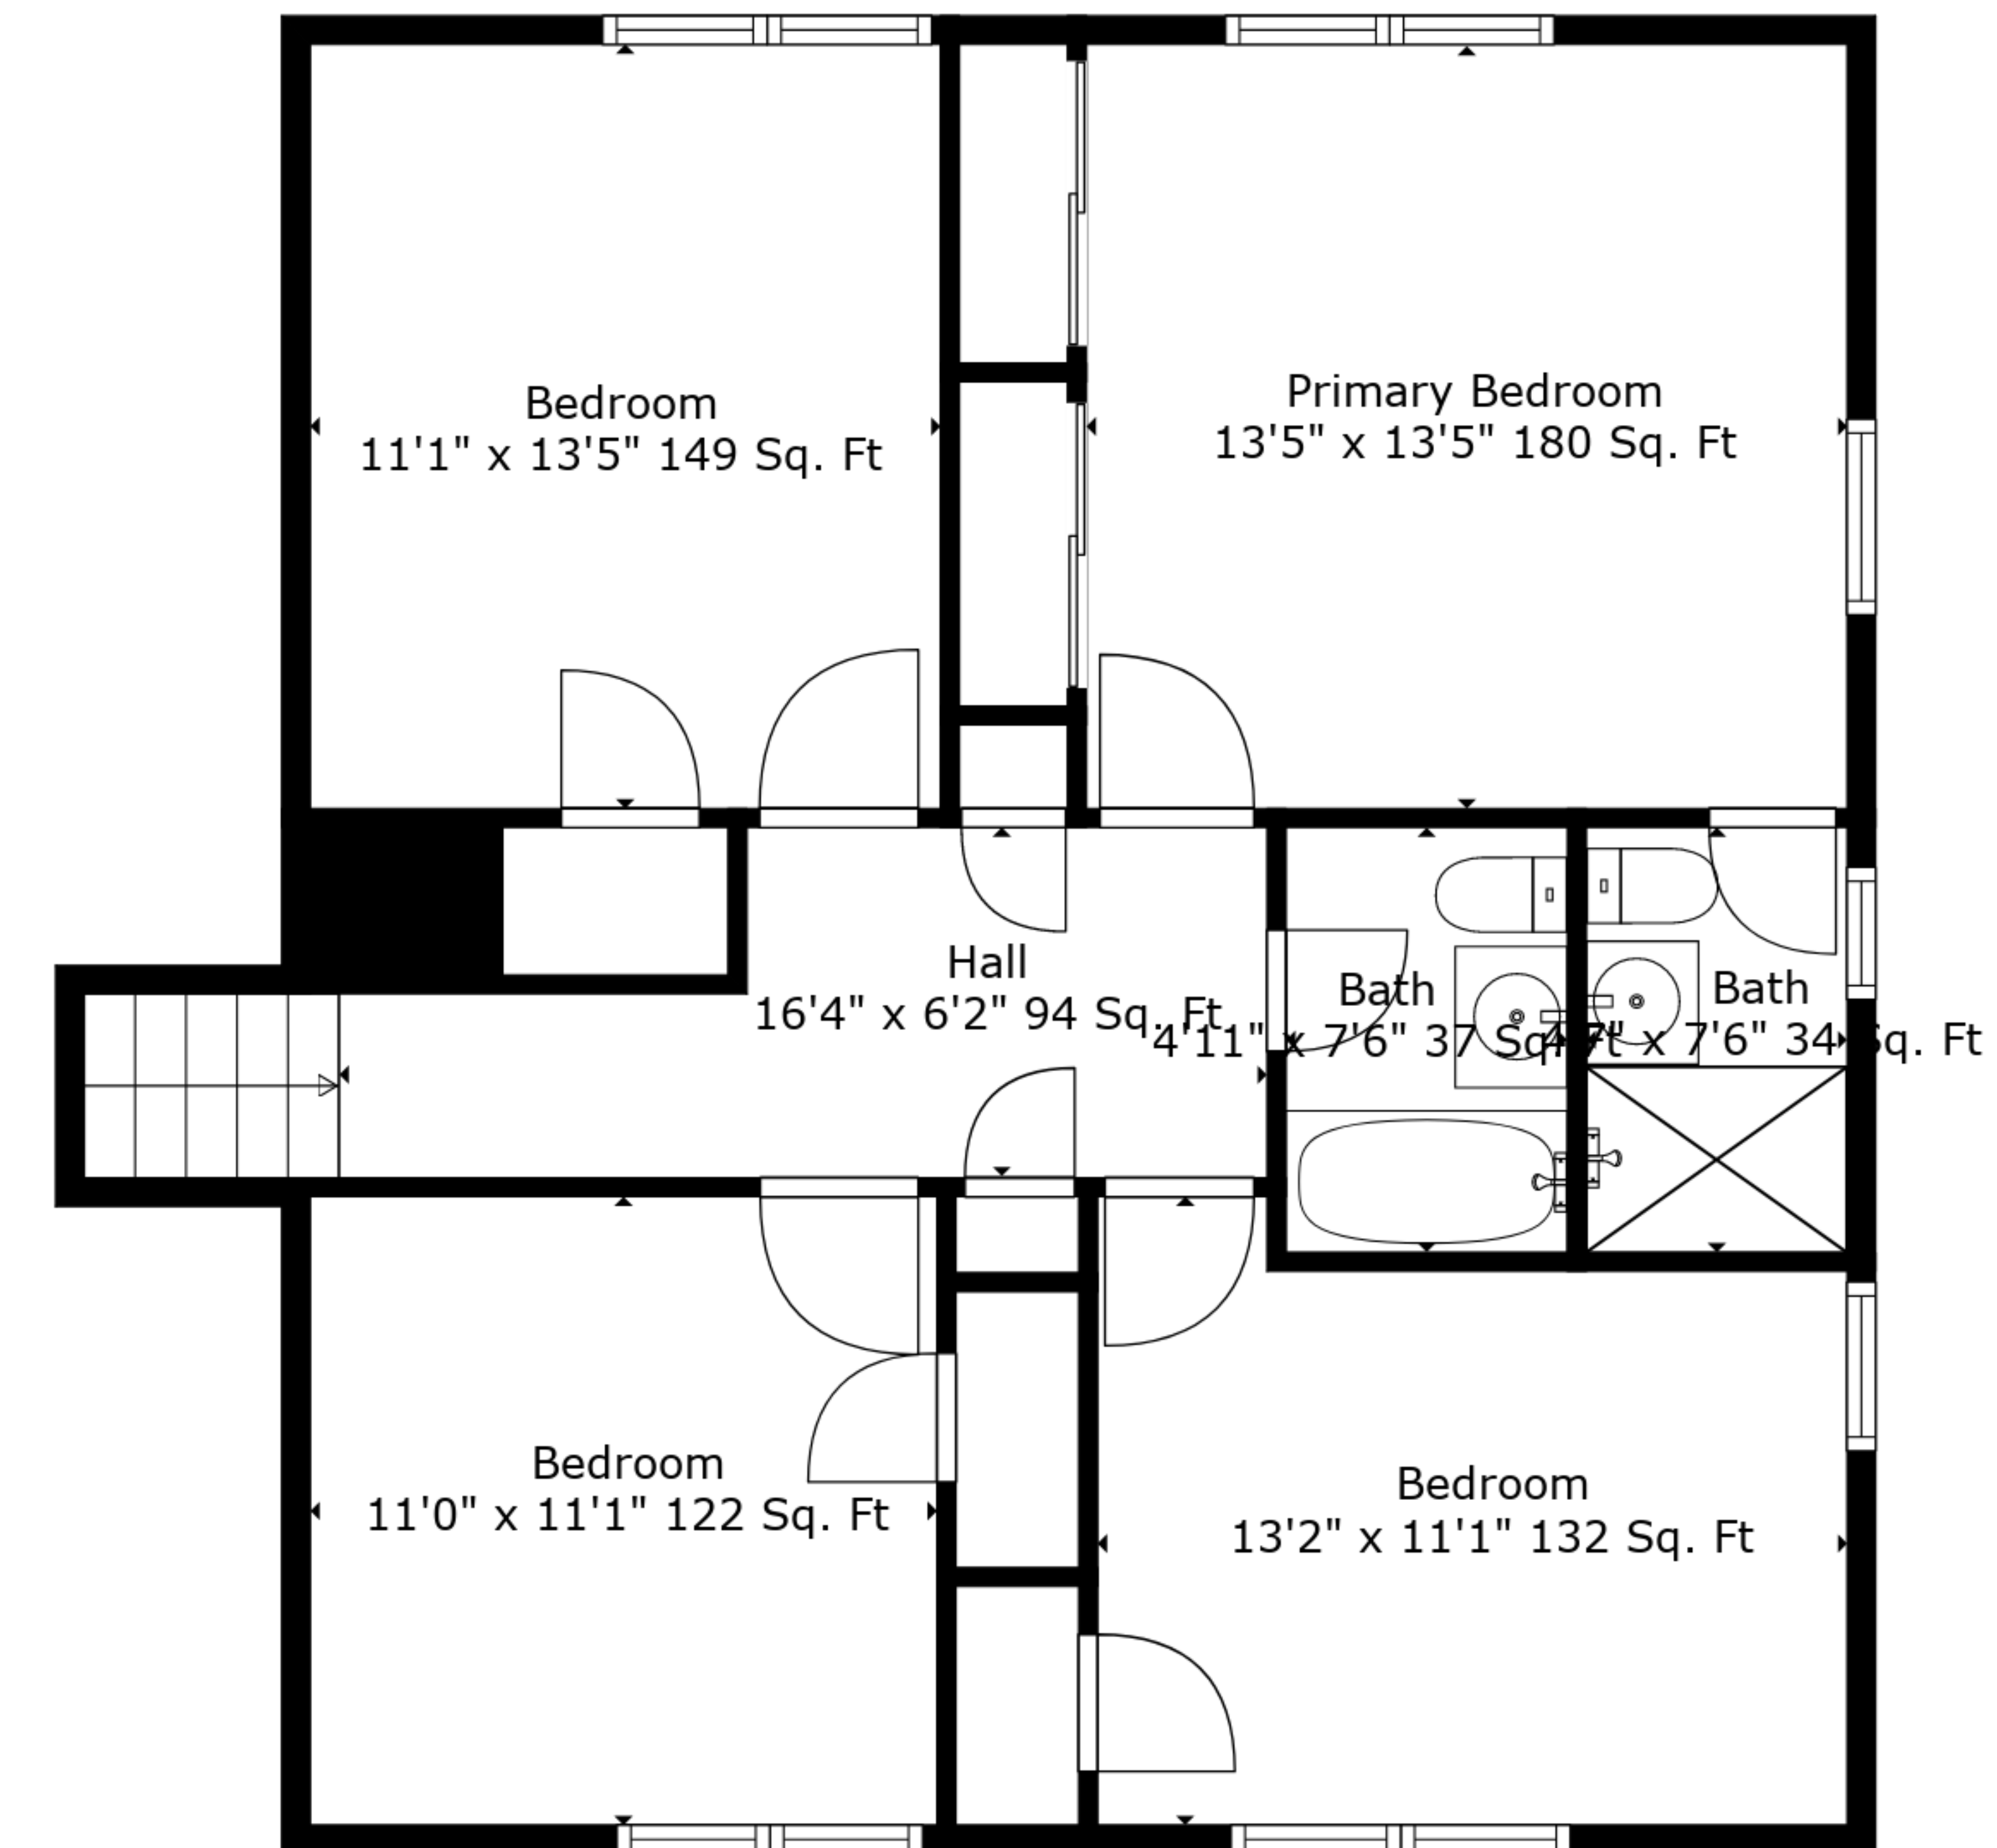 Bedroom
11'1" x 13'5" 149 Sq. Ft
Primary Bedroom
13'5" x 13'5" 180 Sq. Ft
Hall
16'4" x 6'2" 94 Sq. Ft
Bath
4'11" x 7'6" 37 Sq. Ft
Bath
x 7'6" 34 Sq. Ft
Bedroom
11'0" x 11'1" 122 Sq. Ft
Bedroom
13'2" x 11'1" 132 Sq. Ft